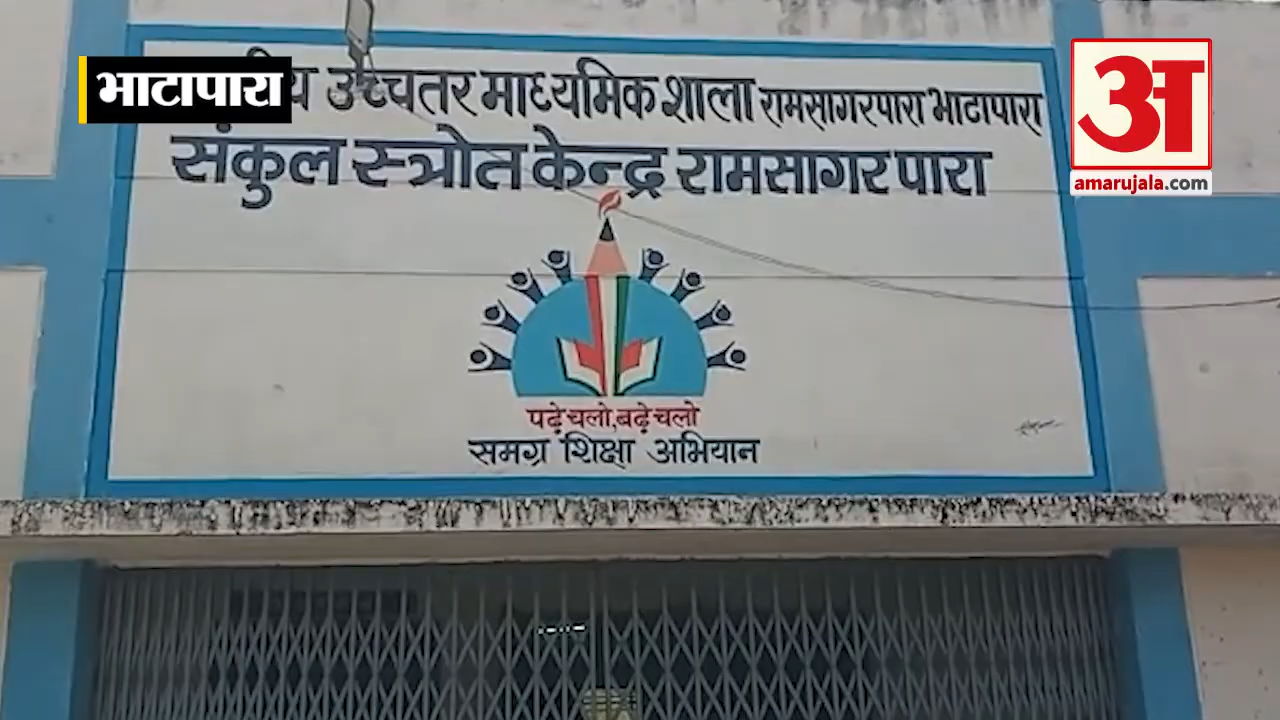 भाटापारा
उच्चतर माध्यमिक शाला रामसागरपारा भाटापारा
संकुल स्त्रोत केन्द्र रामसागर पारा
पढ़े चलो, बढ़े चलो
समग्र शिक्षा अभियान
अ
amarujala.com